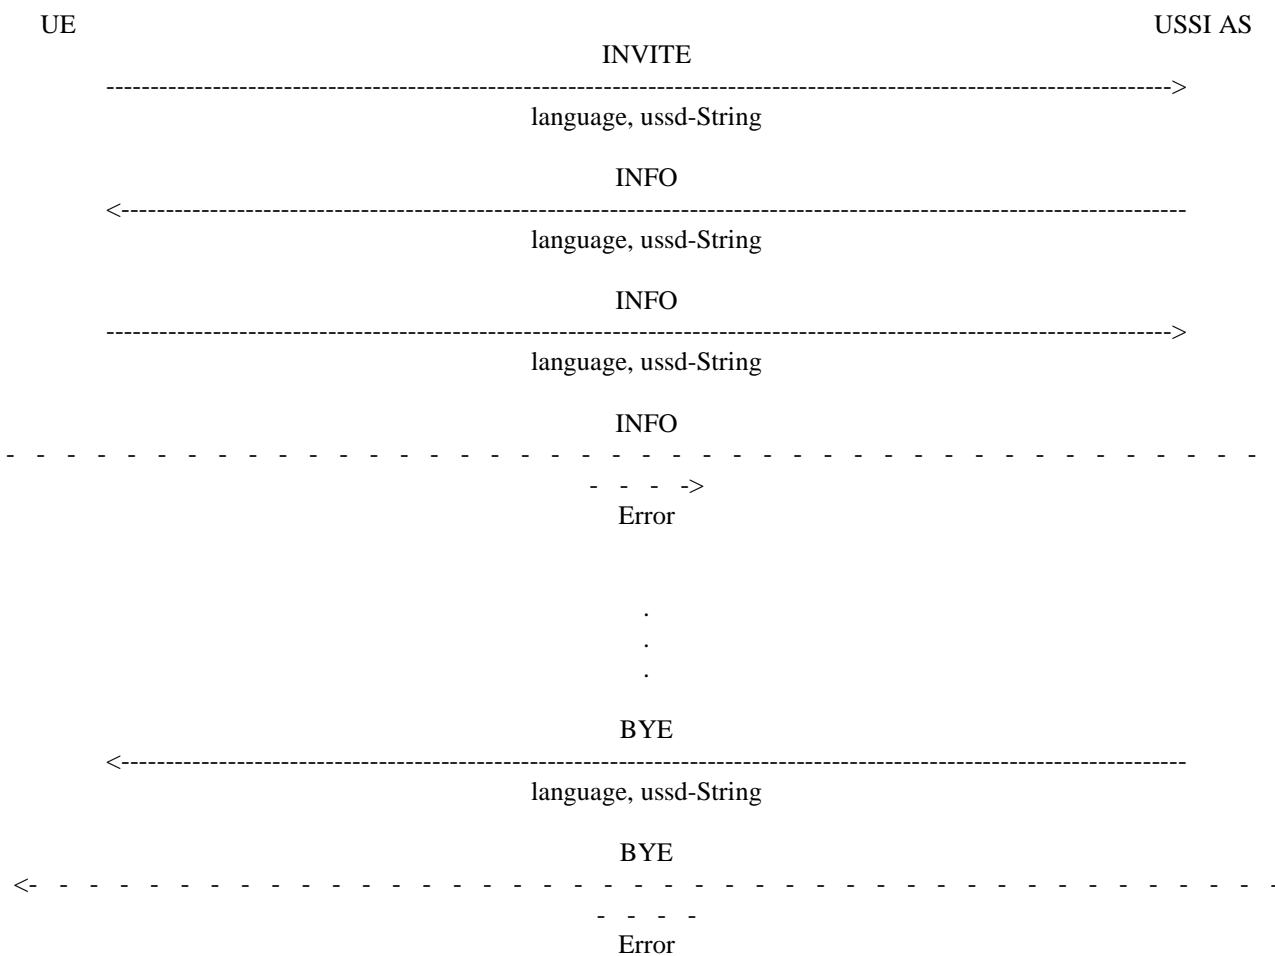 UE USSI AS
INVITE
------------------------------------------------------------------------------------------------------------------------>
language, ussd-String
INFO
<------------------------------------------------------------------------------------------------------------------------
language, ussd-String
INFO
------------------------------------------------------------------------------------------------------------------------>
language, ussd-String
INFO
- - - - - - - - - - - - - - - - - - - - - - - - - - - - - - - - - - - - - - - - - -
- - - ->
Error
.
.
.
BYE
<------------------------------------------------------------------------------------------------------------------------
language, ussd-String
BYE
<- - - - - - - - - - - - - - - - - - - - - - - - - - - - - - - - - - - - - - - - - -
- - - -
Error